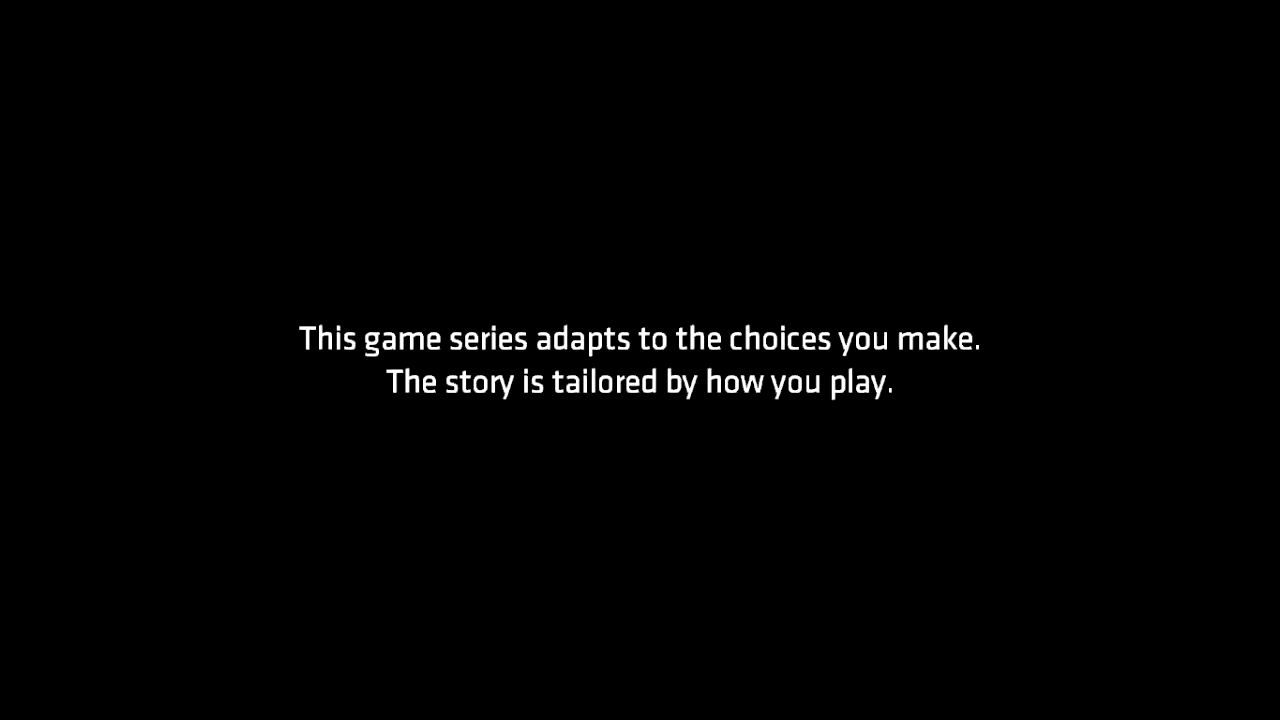 This game series adapts to the choices you make.
The story is tailored by how you play.